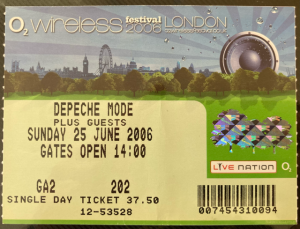 O2 wireless festival 2006 LONDON
DEPECHE MODE
PLUS GUESTS
SUNDAY 25 JUNE 2006
GATES OPEN 14:00
LIVE NATION O2
GA2 202
SINGLE DAY TICKET 37.50
12-53528
007454310094